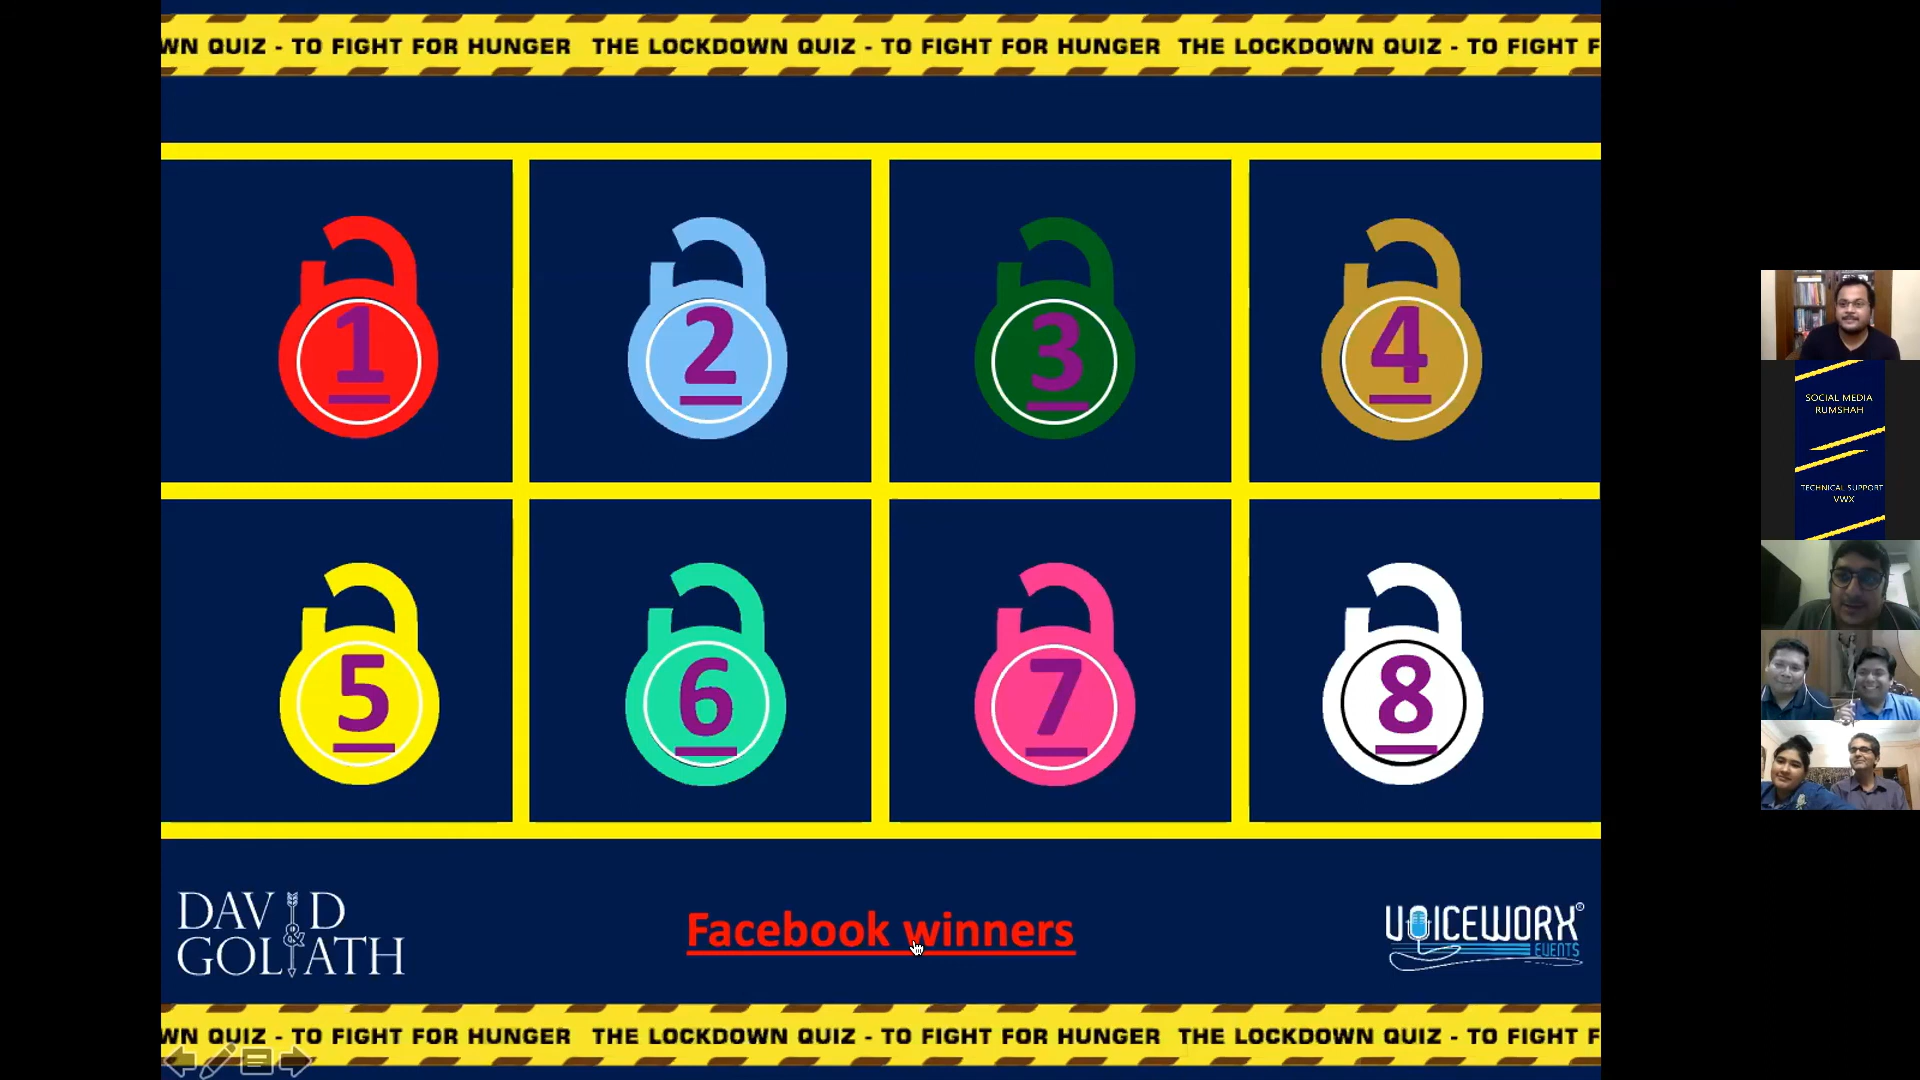 WN QUIZ - TO FIGHT FOR HUNGER THE LOCKDOWN QUIZ - TO FIGHT FOR HUNGER THE LOCKDOWN QUIZ - TO FIGHT F
1
2
3
4
5
6
7
8
SOCIAL MEDIA
RUMSHAH
TECHNICAL SUPPORT
VWX
DAVID
&
GOLIATH
Facebook winners
VOICEWORX®
EVENTS
WN QUIZ - TO FIGHT FOR HUNGER THE LOCKDOWN QUIZ - TO FIGHT FOR HUNGER THE LOCKDOWN QUIZ - TO FIGHT F